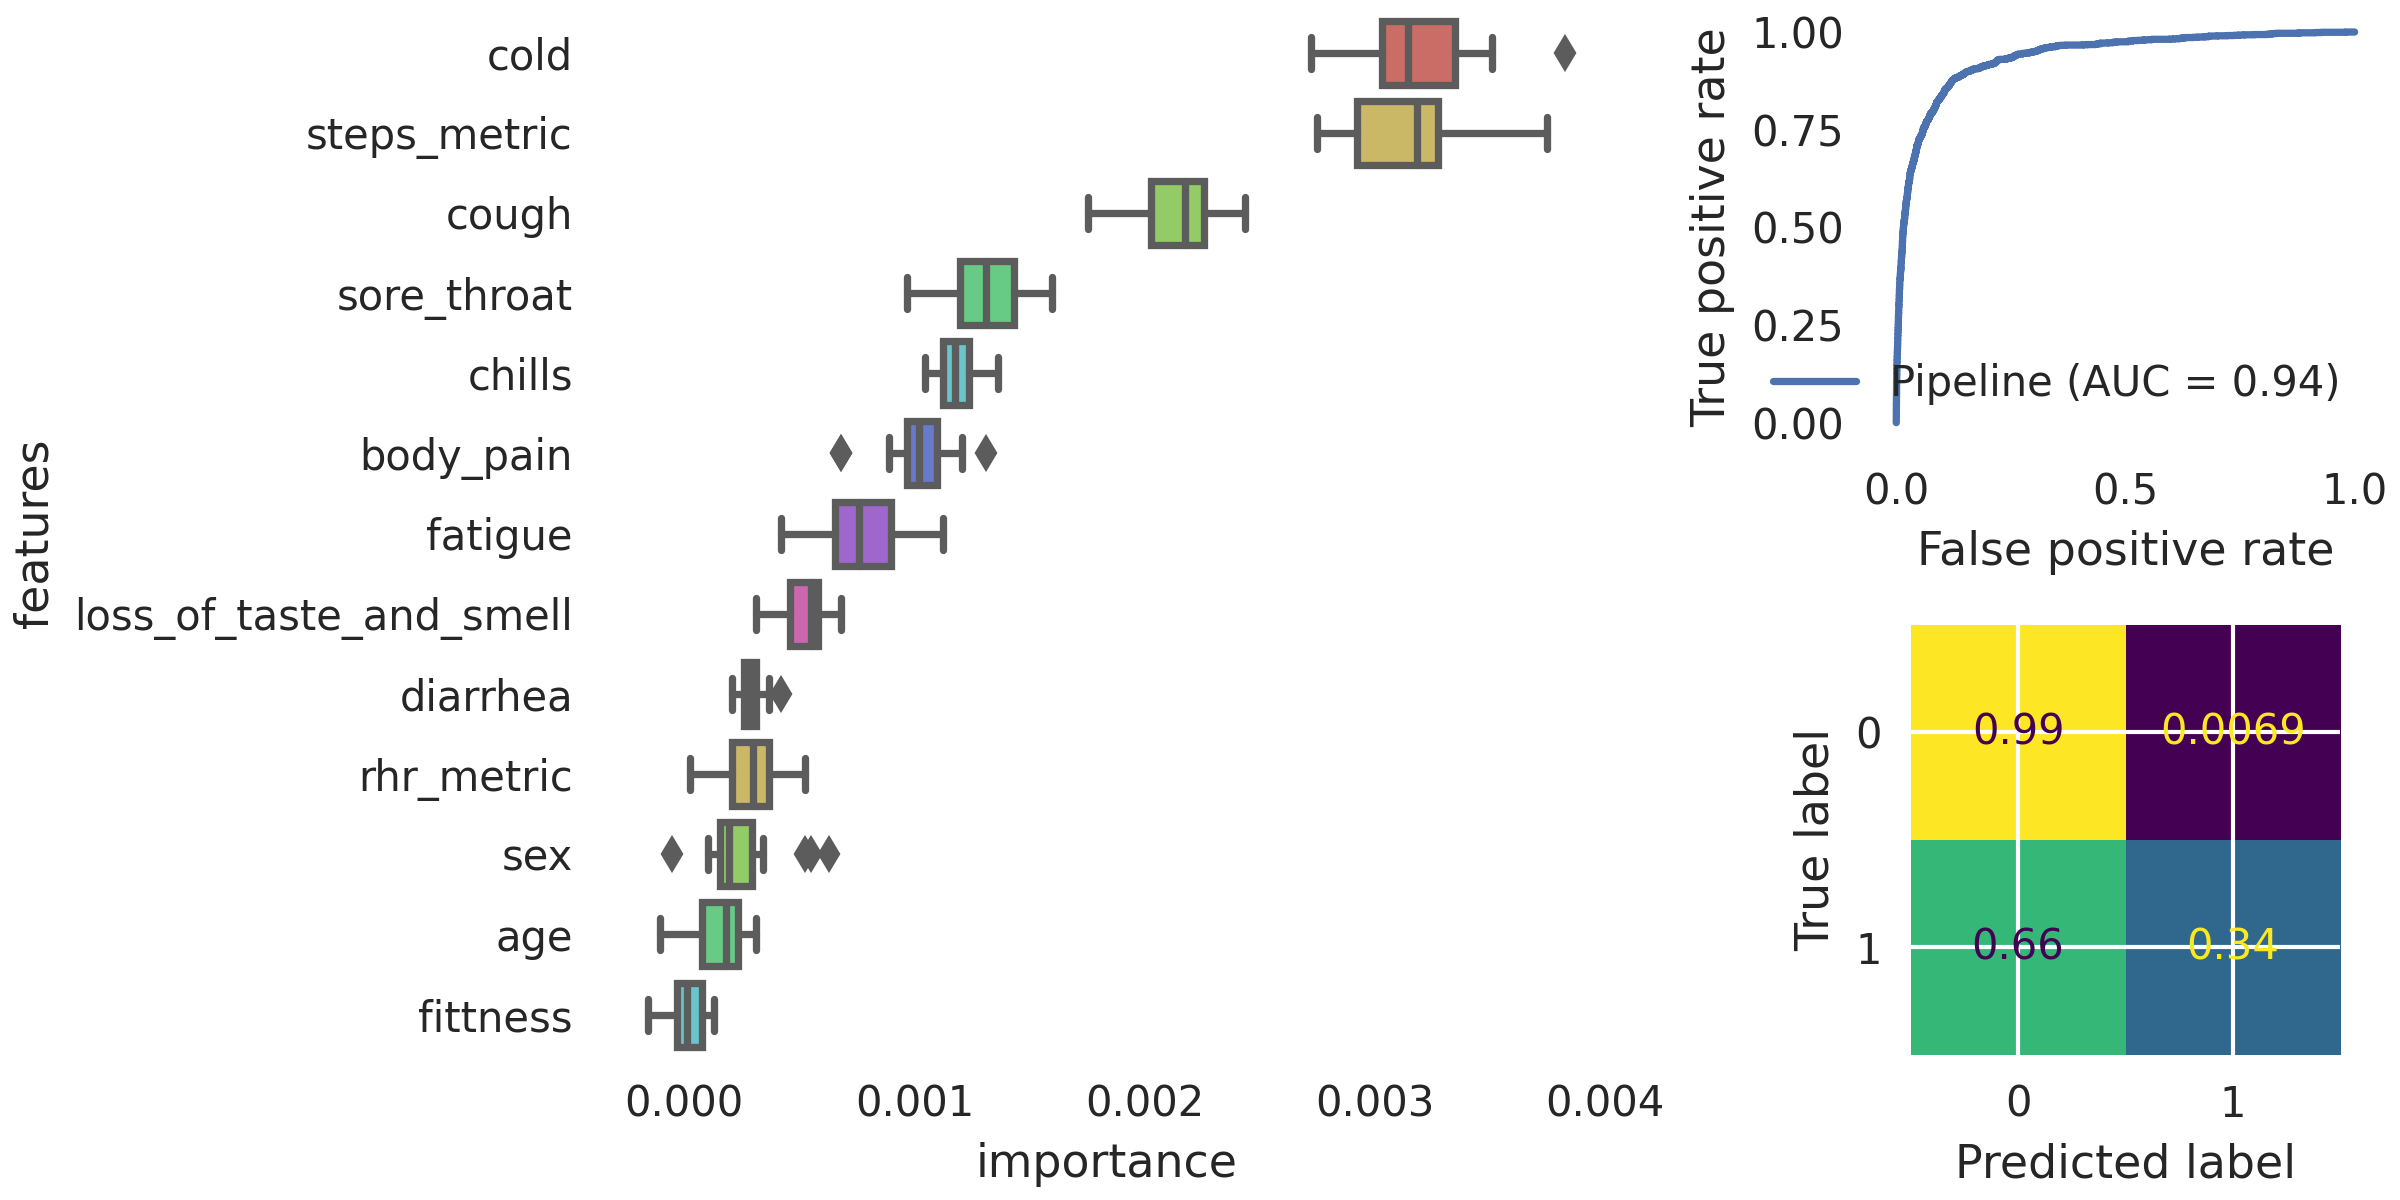 features
cold
steps_metric
cough
sore_throat
chills
body_pain
fatigue
loss_of_taste_and_smell
diarrhea
rhr_metric
sex
age
fittness
0.000 0.001 0.002 0.003 0.004
importance
True positive rate
1.00
0.75
0.50
0.25
0.00
Pipeline (AUC = 0.94)
0.0 0.5 1.0
False positive rate
True label
0
1
0.99 0.0069
0.66 0.34
0 1
Predicted label